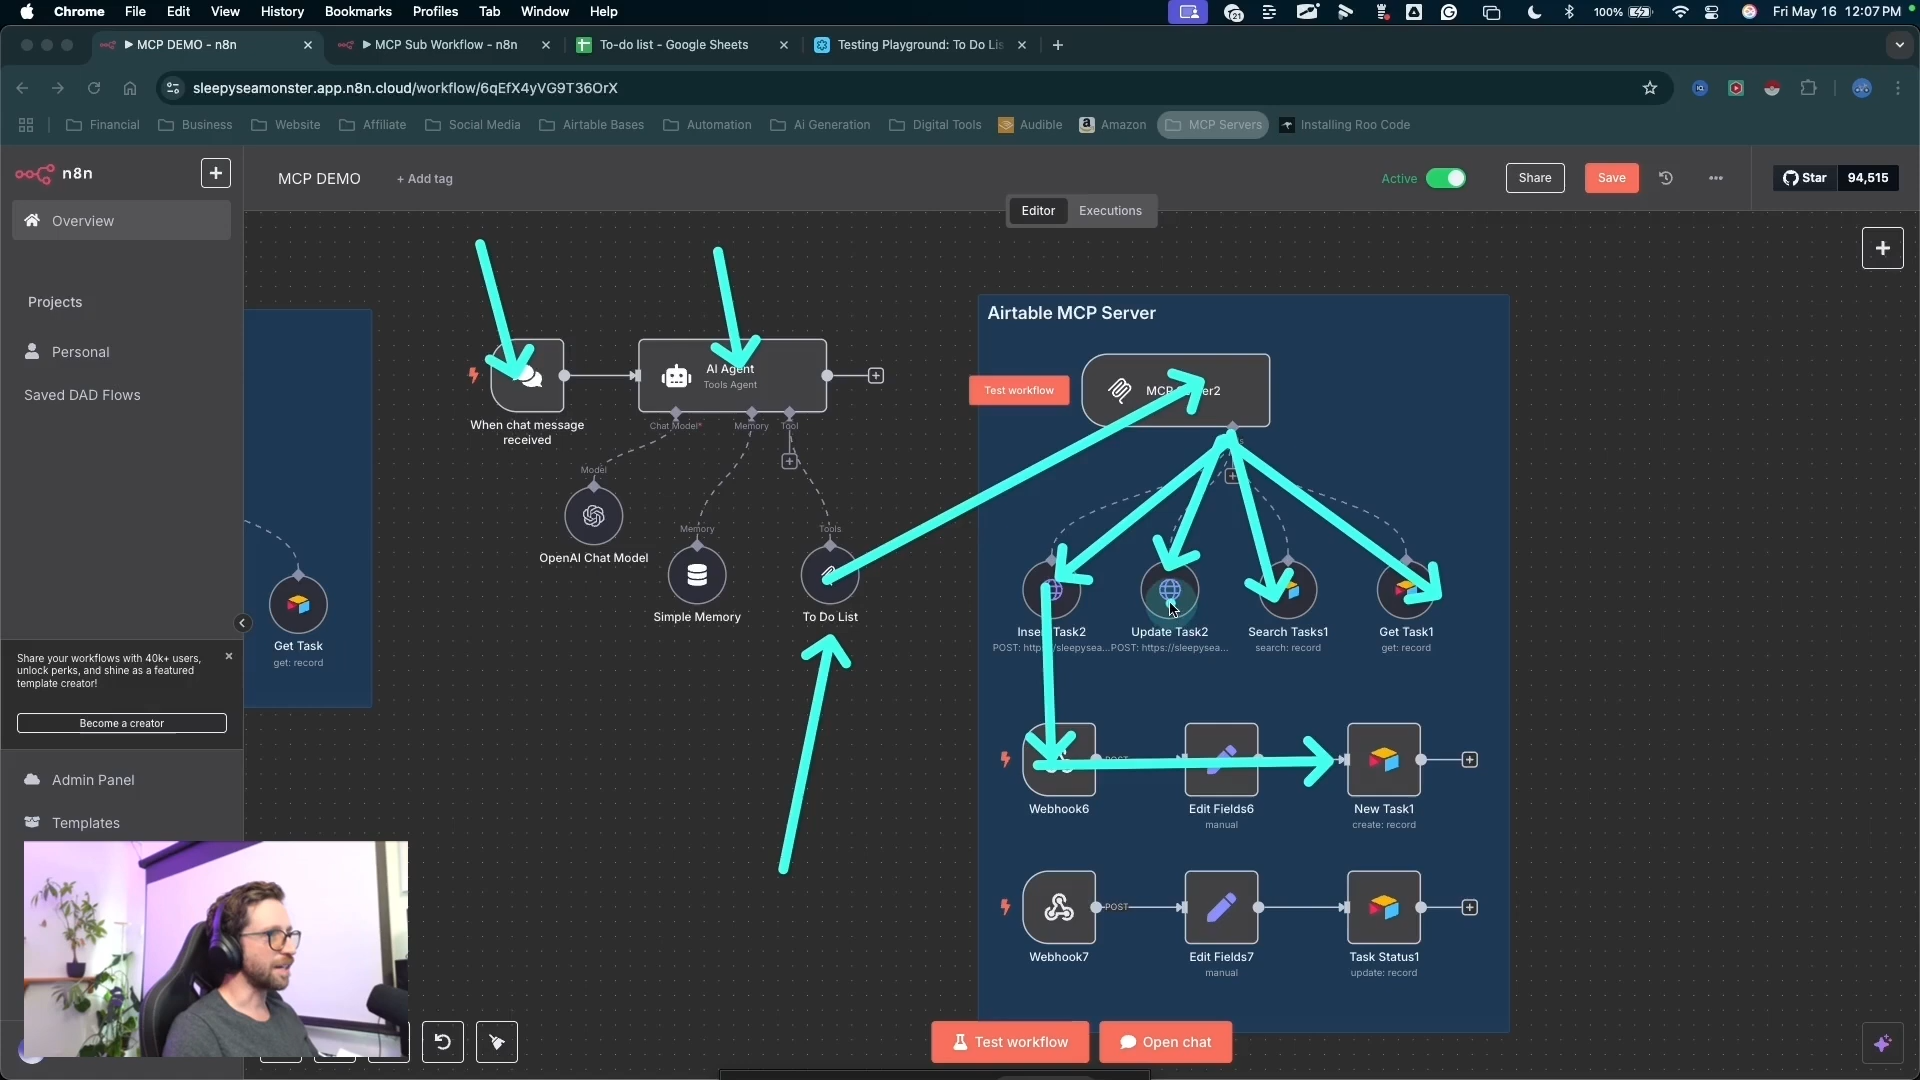 Chrome File Edit View History Bookmarks Profiles Tab Window Help
21 100% Fri May 16 12:07 PM
MCP DEMO - n8n
MCP Sub Workflow - n8n
To-do list - Google Sheets
Testing Playground: To Do Lis
sleepyseamonster.app.n8n.cloud/workflow/6qEfX4yVG9T36OrX
Financial Business Website Affiliate Social Media Airtable Bases Automation Ai Generation Digital Tools Audible Amazon MCP Servers Installing Roo Code
n8n
MCP DEMO + Add tag
Active
Share
Save
Star 94,515
Overview
Editor Executions
Projects
Personal
Saved DAD Flows
Airtable MCP Server
AI Agent
Tools Agent
Test workflow
When chat message
received
Chat Model*
Memory
Tool
Model
OpenAI Chat Model
Memory
Simple Memory
Tools
To Do List
Update Task2
POST: https://sleepysea...
Search Tasks1
search: record
Get Task1
get: record
Get Task
get: record
Share your workflows with 40k+ users,
unlock perks, and shine as a featured
template creator!
Become a creator
Admin Panel
Templates
Webhook6
Edit Fields6
manual
New Task1
create: record
POST
Webhook7
Edit Fields7
manual
Task Status1
update: record
Test workflow
Open chat